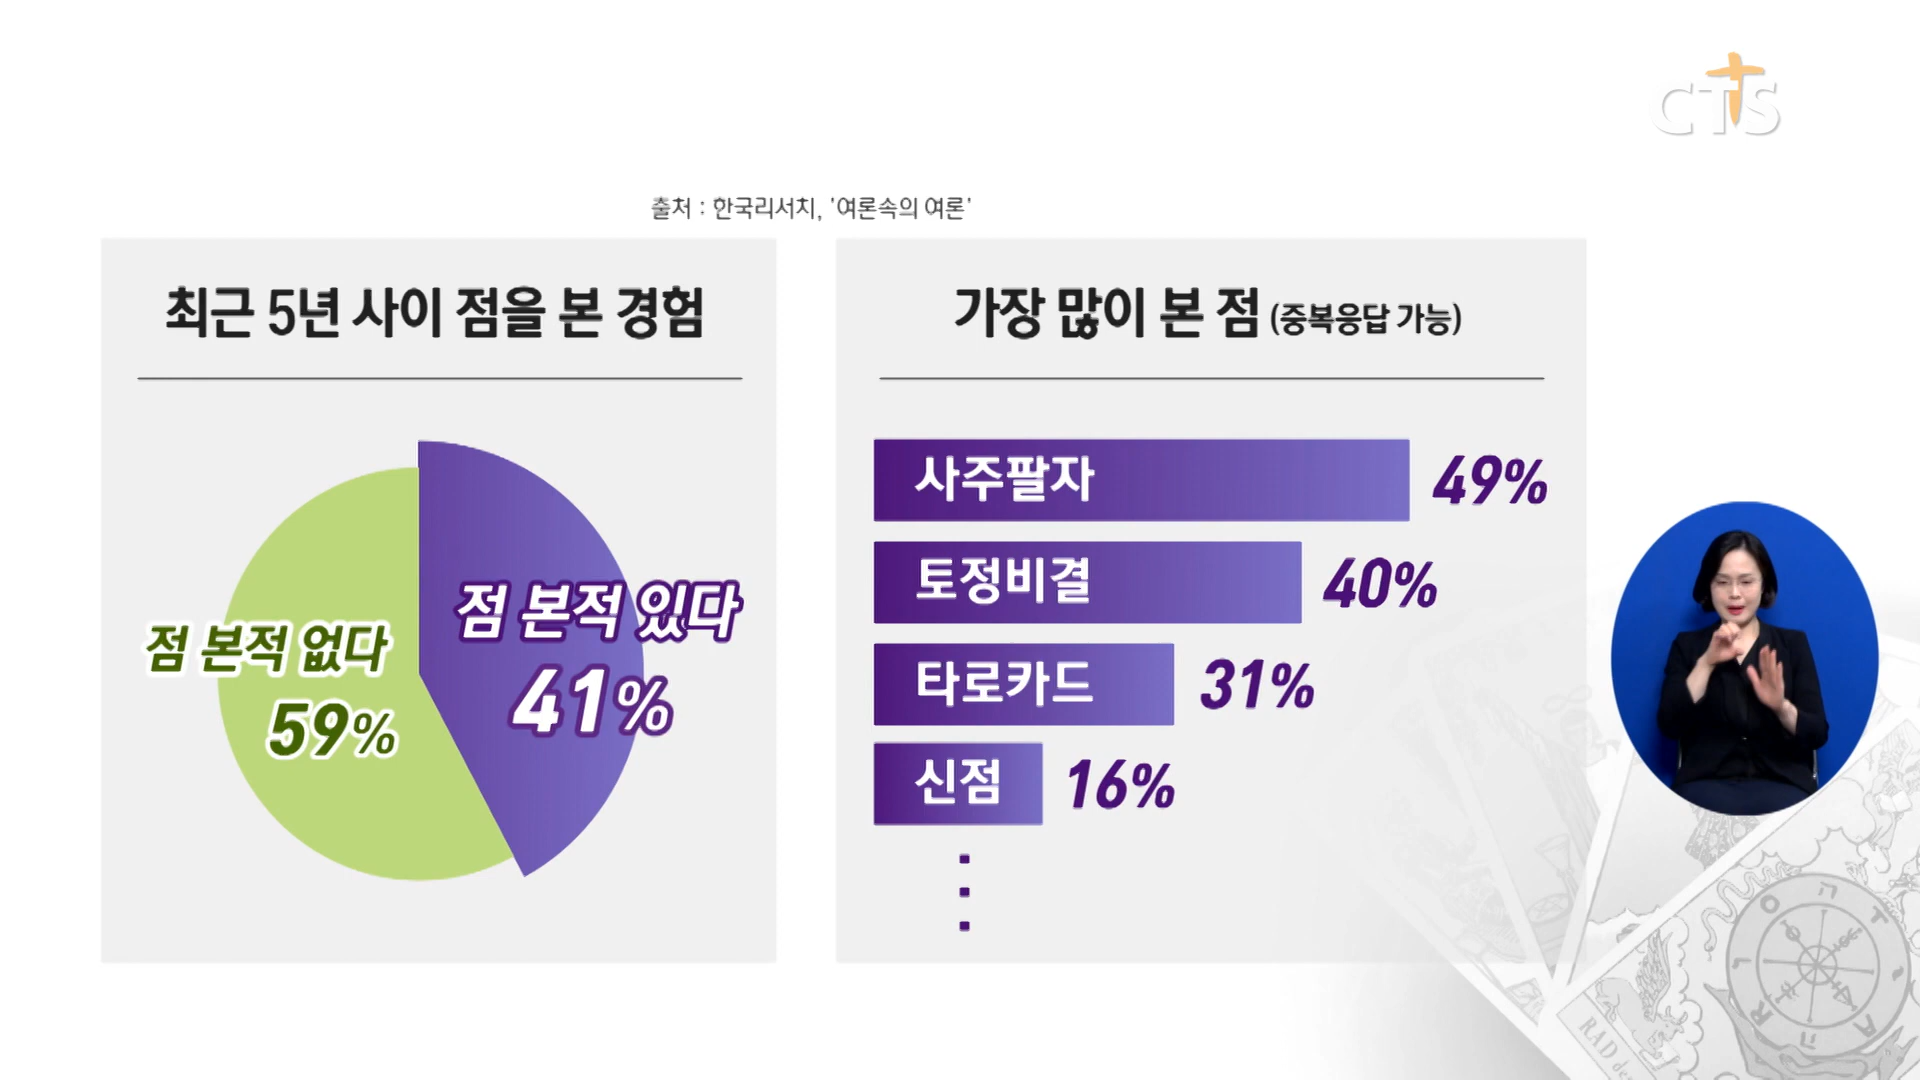 CTS
출처 : 한국리서치, '여론속의 여론'
최근 5년 사이 점을 본 경험
점 본적 있다
41%
점 본적 없다
59%
가장 많이 본 점 (중복응답 가능)
사주팔자 49%
토정비결 40%
타로카드 31%
신점 16%
RAD